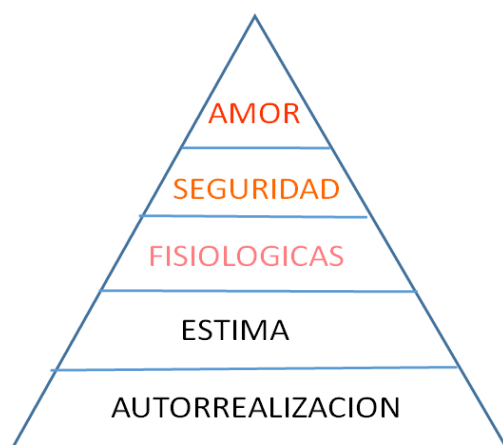 AMOR
SEGURIDAD
FISIOLOGICAS
ESTIMA
AUTORREALIZACION